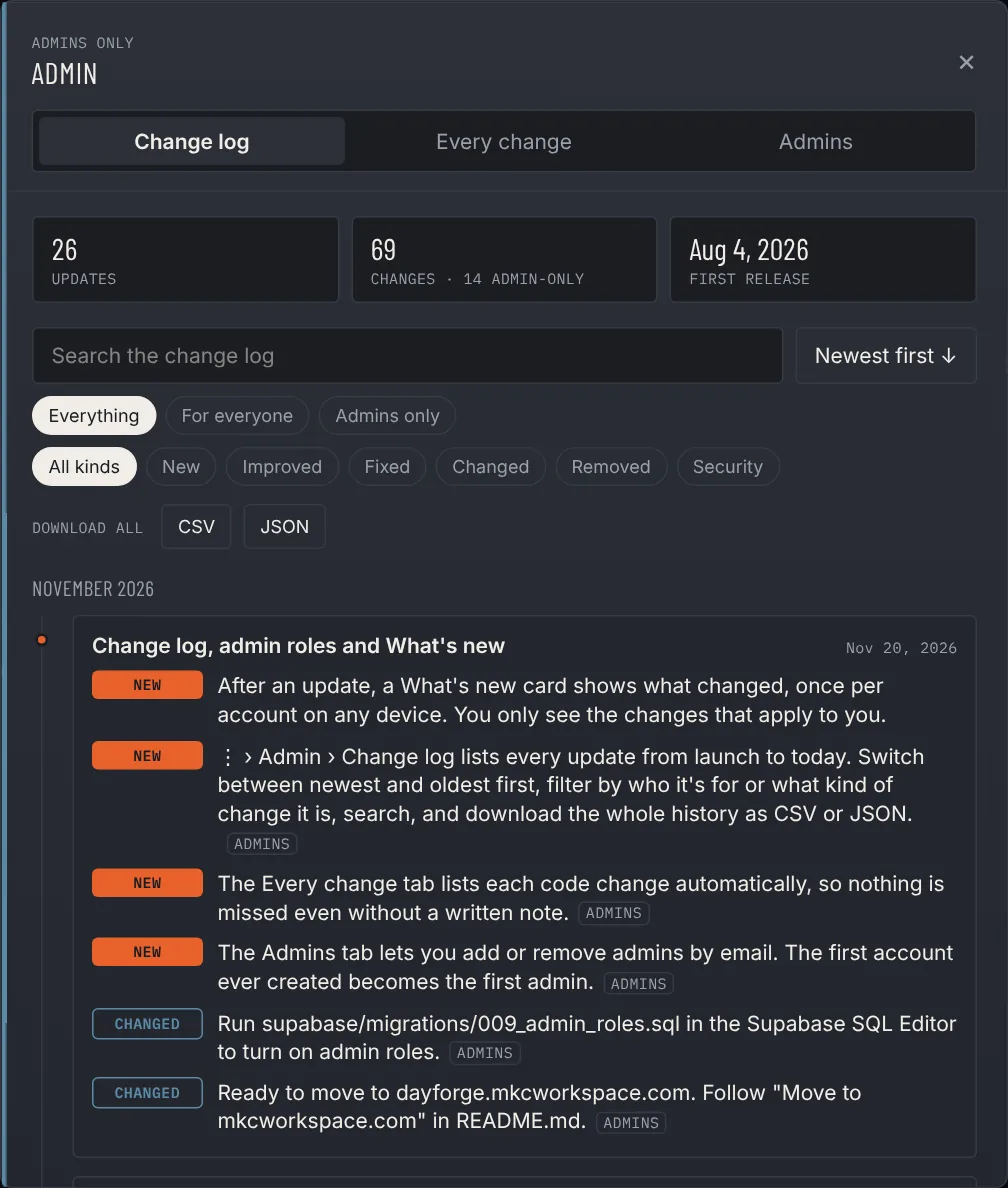 ADMINS ONLY
ADMIN
✕
Change log
Every change
Admins
26
UPDATES
69
CHANGES · 14 ADMIN-ONLY
Aug 4, 2026
FIRST RELEASE
Search the change log
Newest first ↓
Everything
For everyone
Admins only
All kinds
New
Improved
Fixed
Changed
Removed
Security
DOWNLOAD ALL
CSV
JSON
NOVEMBER 2026
Change log, admin roles and What's new
Nov 20, 2026
NEW
After an update, a What's new card shows what changed, once per
account on any device. You only see the changes that apply to you.
NEW
⋮ › Admin › Change log lists every update from launch to today. Switch
between newest and oldest first, filter by who it's for or what kind of
change it is, search, and download the whole history as CSV or JSON.
ADMINS
NEW
The Every change tab lists each code change automatically, so nothing is
missed even without a written note. ADMINS
NEW
The Admins tab lets you add or remove admins by email. The first account
ever created becomes the first admin. ADMINS
CHANGED
Run supabase/migrations/009_admin_roles.sql in the Supabase SQL Editor
to turn on admin roles. ADMINS
CHANGED
Ready to move to dayforge.mkcworkspace.com. Follow "Move to
mkcworkspace.com" in README.md. ADMINS